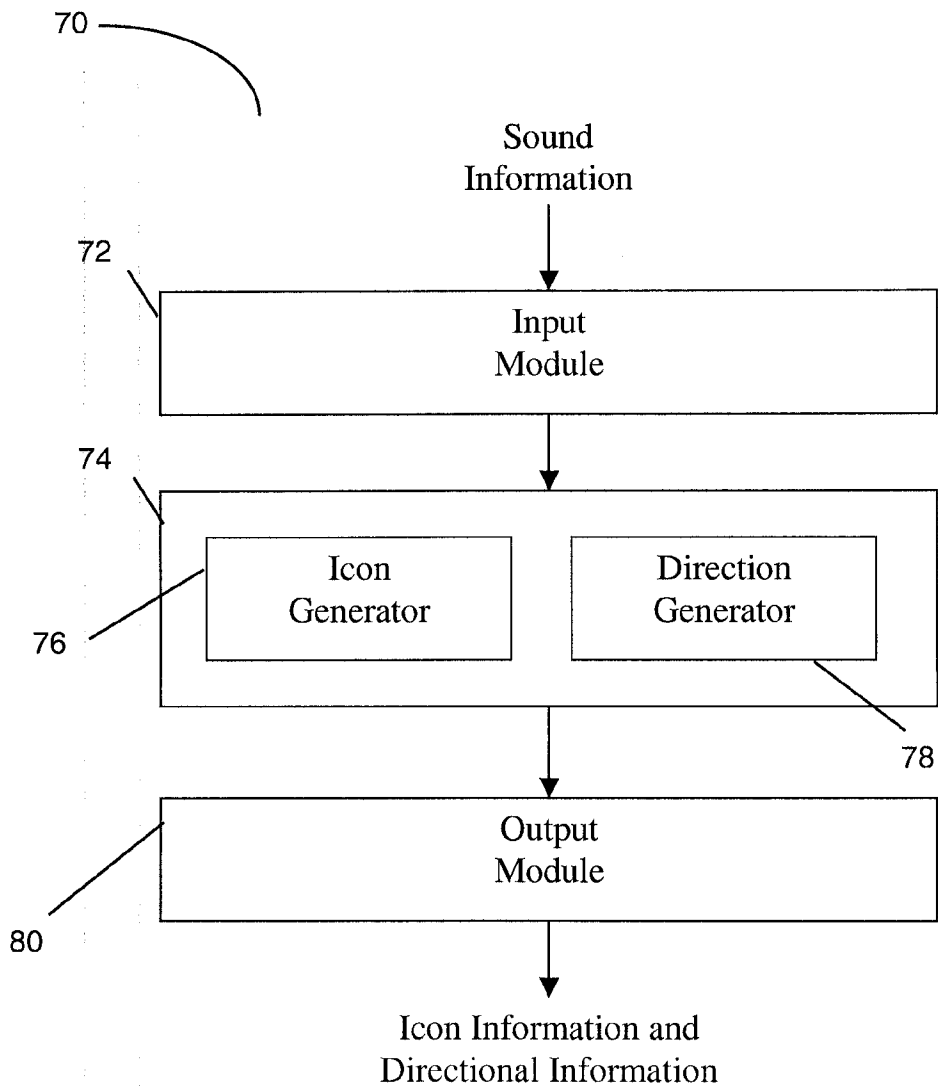 70
Sound
Information
72
Input
Module
74
Icon
Generator
Direction
Generator
76
78
Output
Module
80
Icon Information and
Directional Information